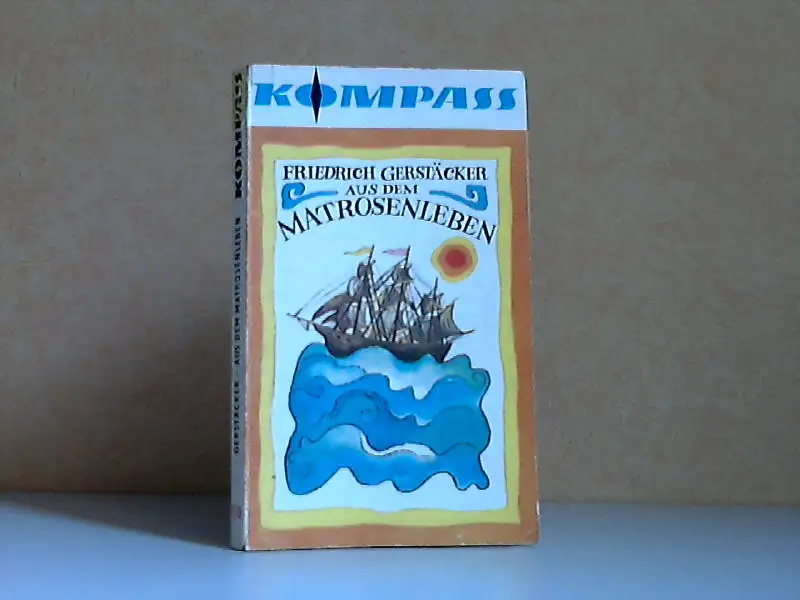 KOMPASS
FRIEDRICH GERSTÄCKER
AUS DEM
MATROSENLEBEN
GERSTÄCKER · AUS DEM MATROSENLEBEN KOMPASS